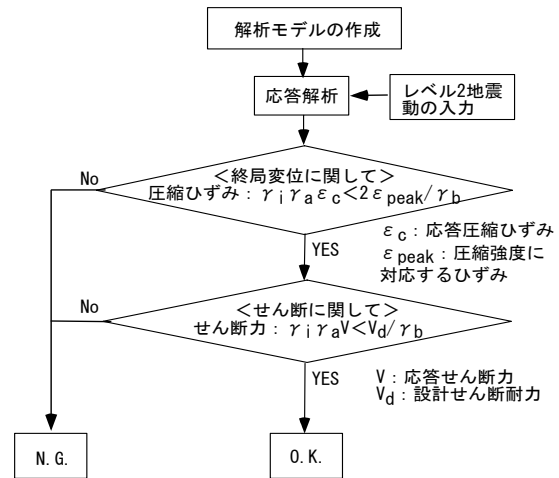 解析モデルの作成
応答解析
レベル2地震
動の入力
No
＜終局変位に関して＞
圧縮ひずみ：γiγaεc<2εpeak/γb
YES
εc：応答圧縮ひずみ
εpeak：圧縮強度に
対応するひずみ
No
＜せん断に関して＞
せん断力：γiγaV<Vd/γb
YES
V：応答せん断力
Vd：設計せん断耐力
N.G.
O.K.